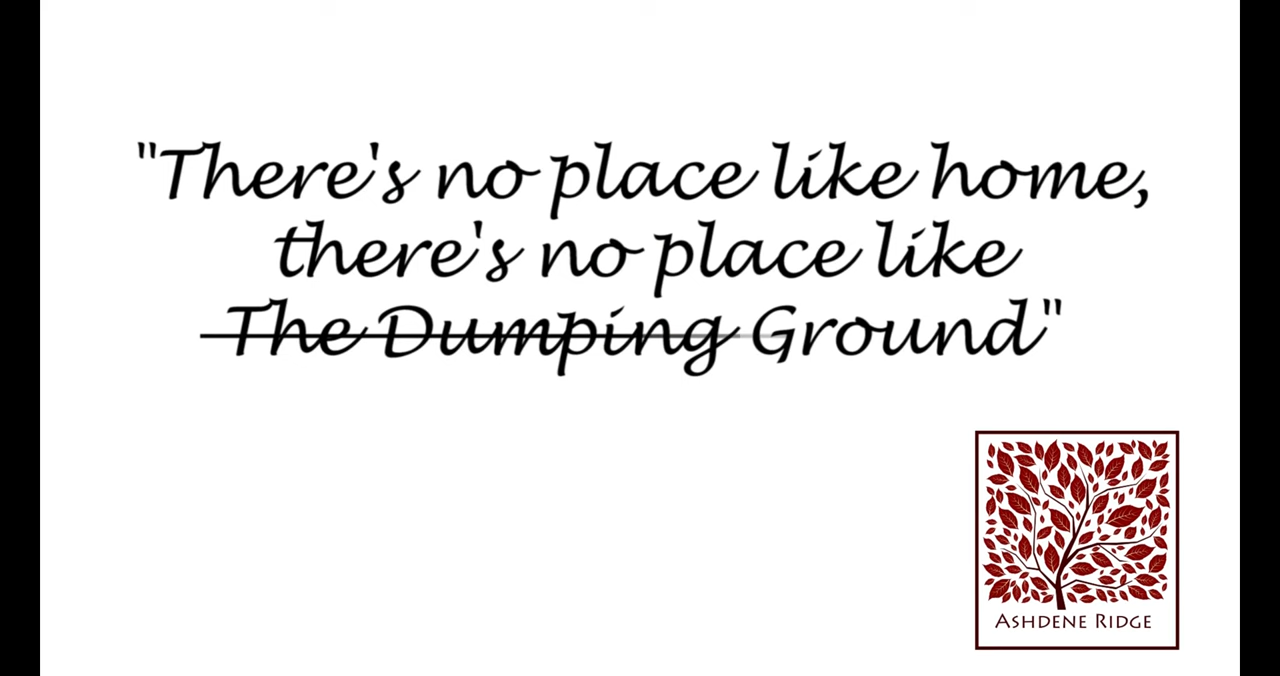 "There's no place like home,
there's no place like
The Dumping Ground"
ASHDENE RIDGE